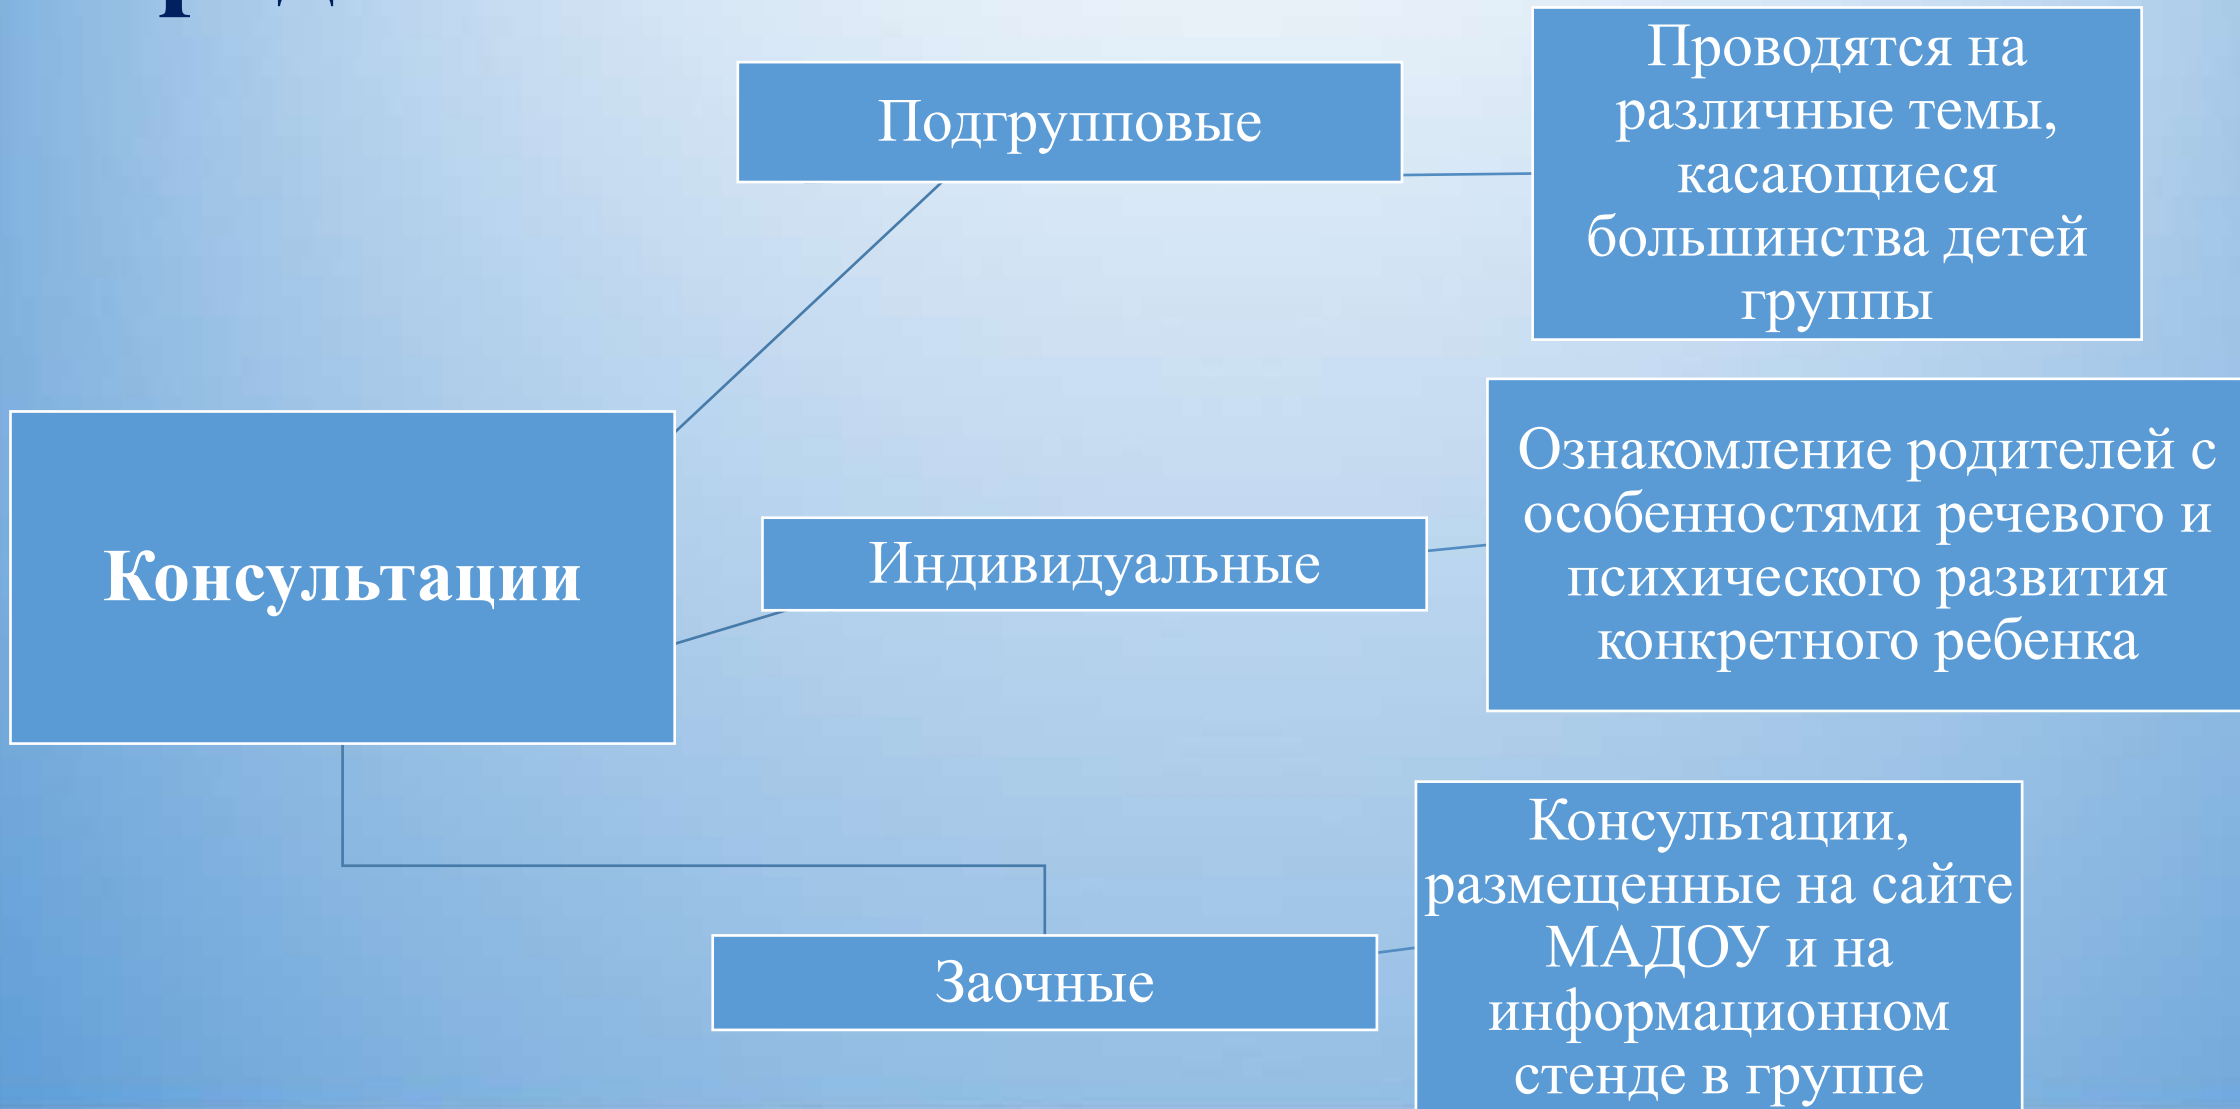 Подгрупповые
Проводятся на
различные темы,
касающиеся
большинства детей
группы
Консультации
Индивидуальные
Ознакомление родителей с
особенностями речевого и
психического развития
конкретного ребенка
Заочные
Консультации,
размещенные на сайте
МАДОУ и на
информационном
стенде в группе